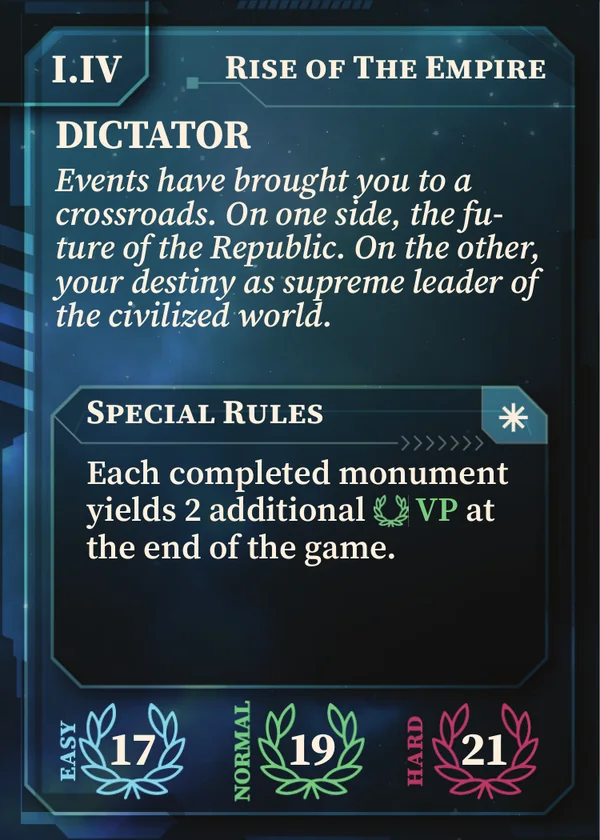 I.IV
Rise of The Empire
DICTATOR
Events have brought you to a
crossroads. On one side, the fu-
ture of the Republic. On the other,
your destiny as supreme leader of
the civilized world.
Special Rules
Each completed monument
yields 2 additional VP at
the end of the game.
EASY 17
NORMAL 19
HARD 21